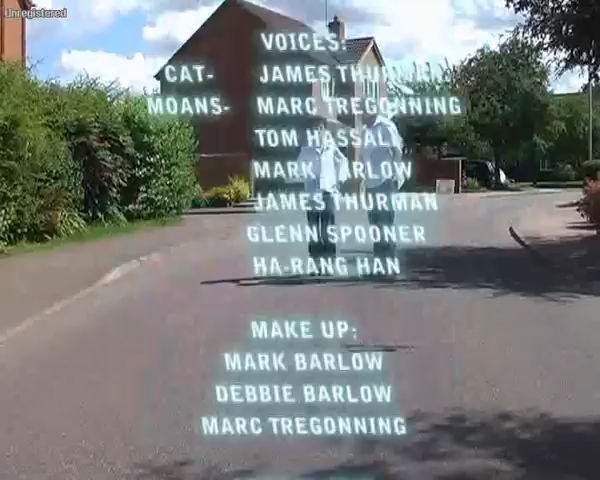 Unregistered
VOICES:
CAT- JAMES THURMAN
MOANS- MARC TREGONNING
TOM HASSALL
MARK BARLOW
JAMES THURMAN
GLENN SPOONER
HA-RANG HAN
MAKE UP:
MARK BARLOW
DEBBIE BARLOW
MARC TREGONNING